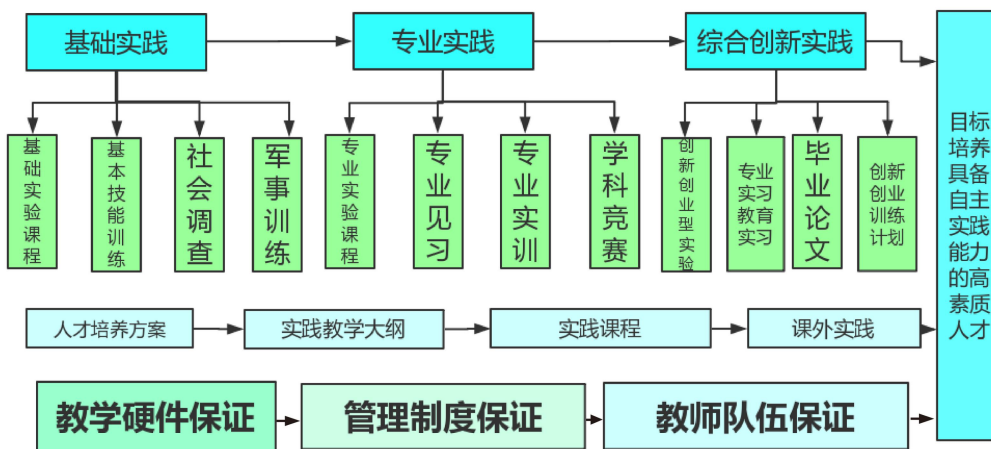 基础实践
专业实践
综合创新实践
基础实验课程
基本技能训练
社会调查
军事训练
专业实验课程
专业见习
专业实训
学科竞赛
创新创业型实验
专业
实习
教育
实习
毕业论文
创新
创业
训练
计划
目标
培养
具备
自主
实践
能力
的高
素质
人才
人才培养方案
实践教学大纲
实践课程
课外实践
教学硬件保证
管理制度保证
教师队伍保证